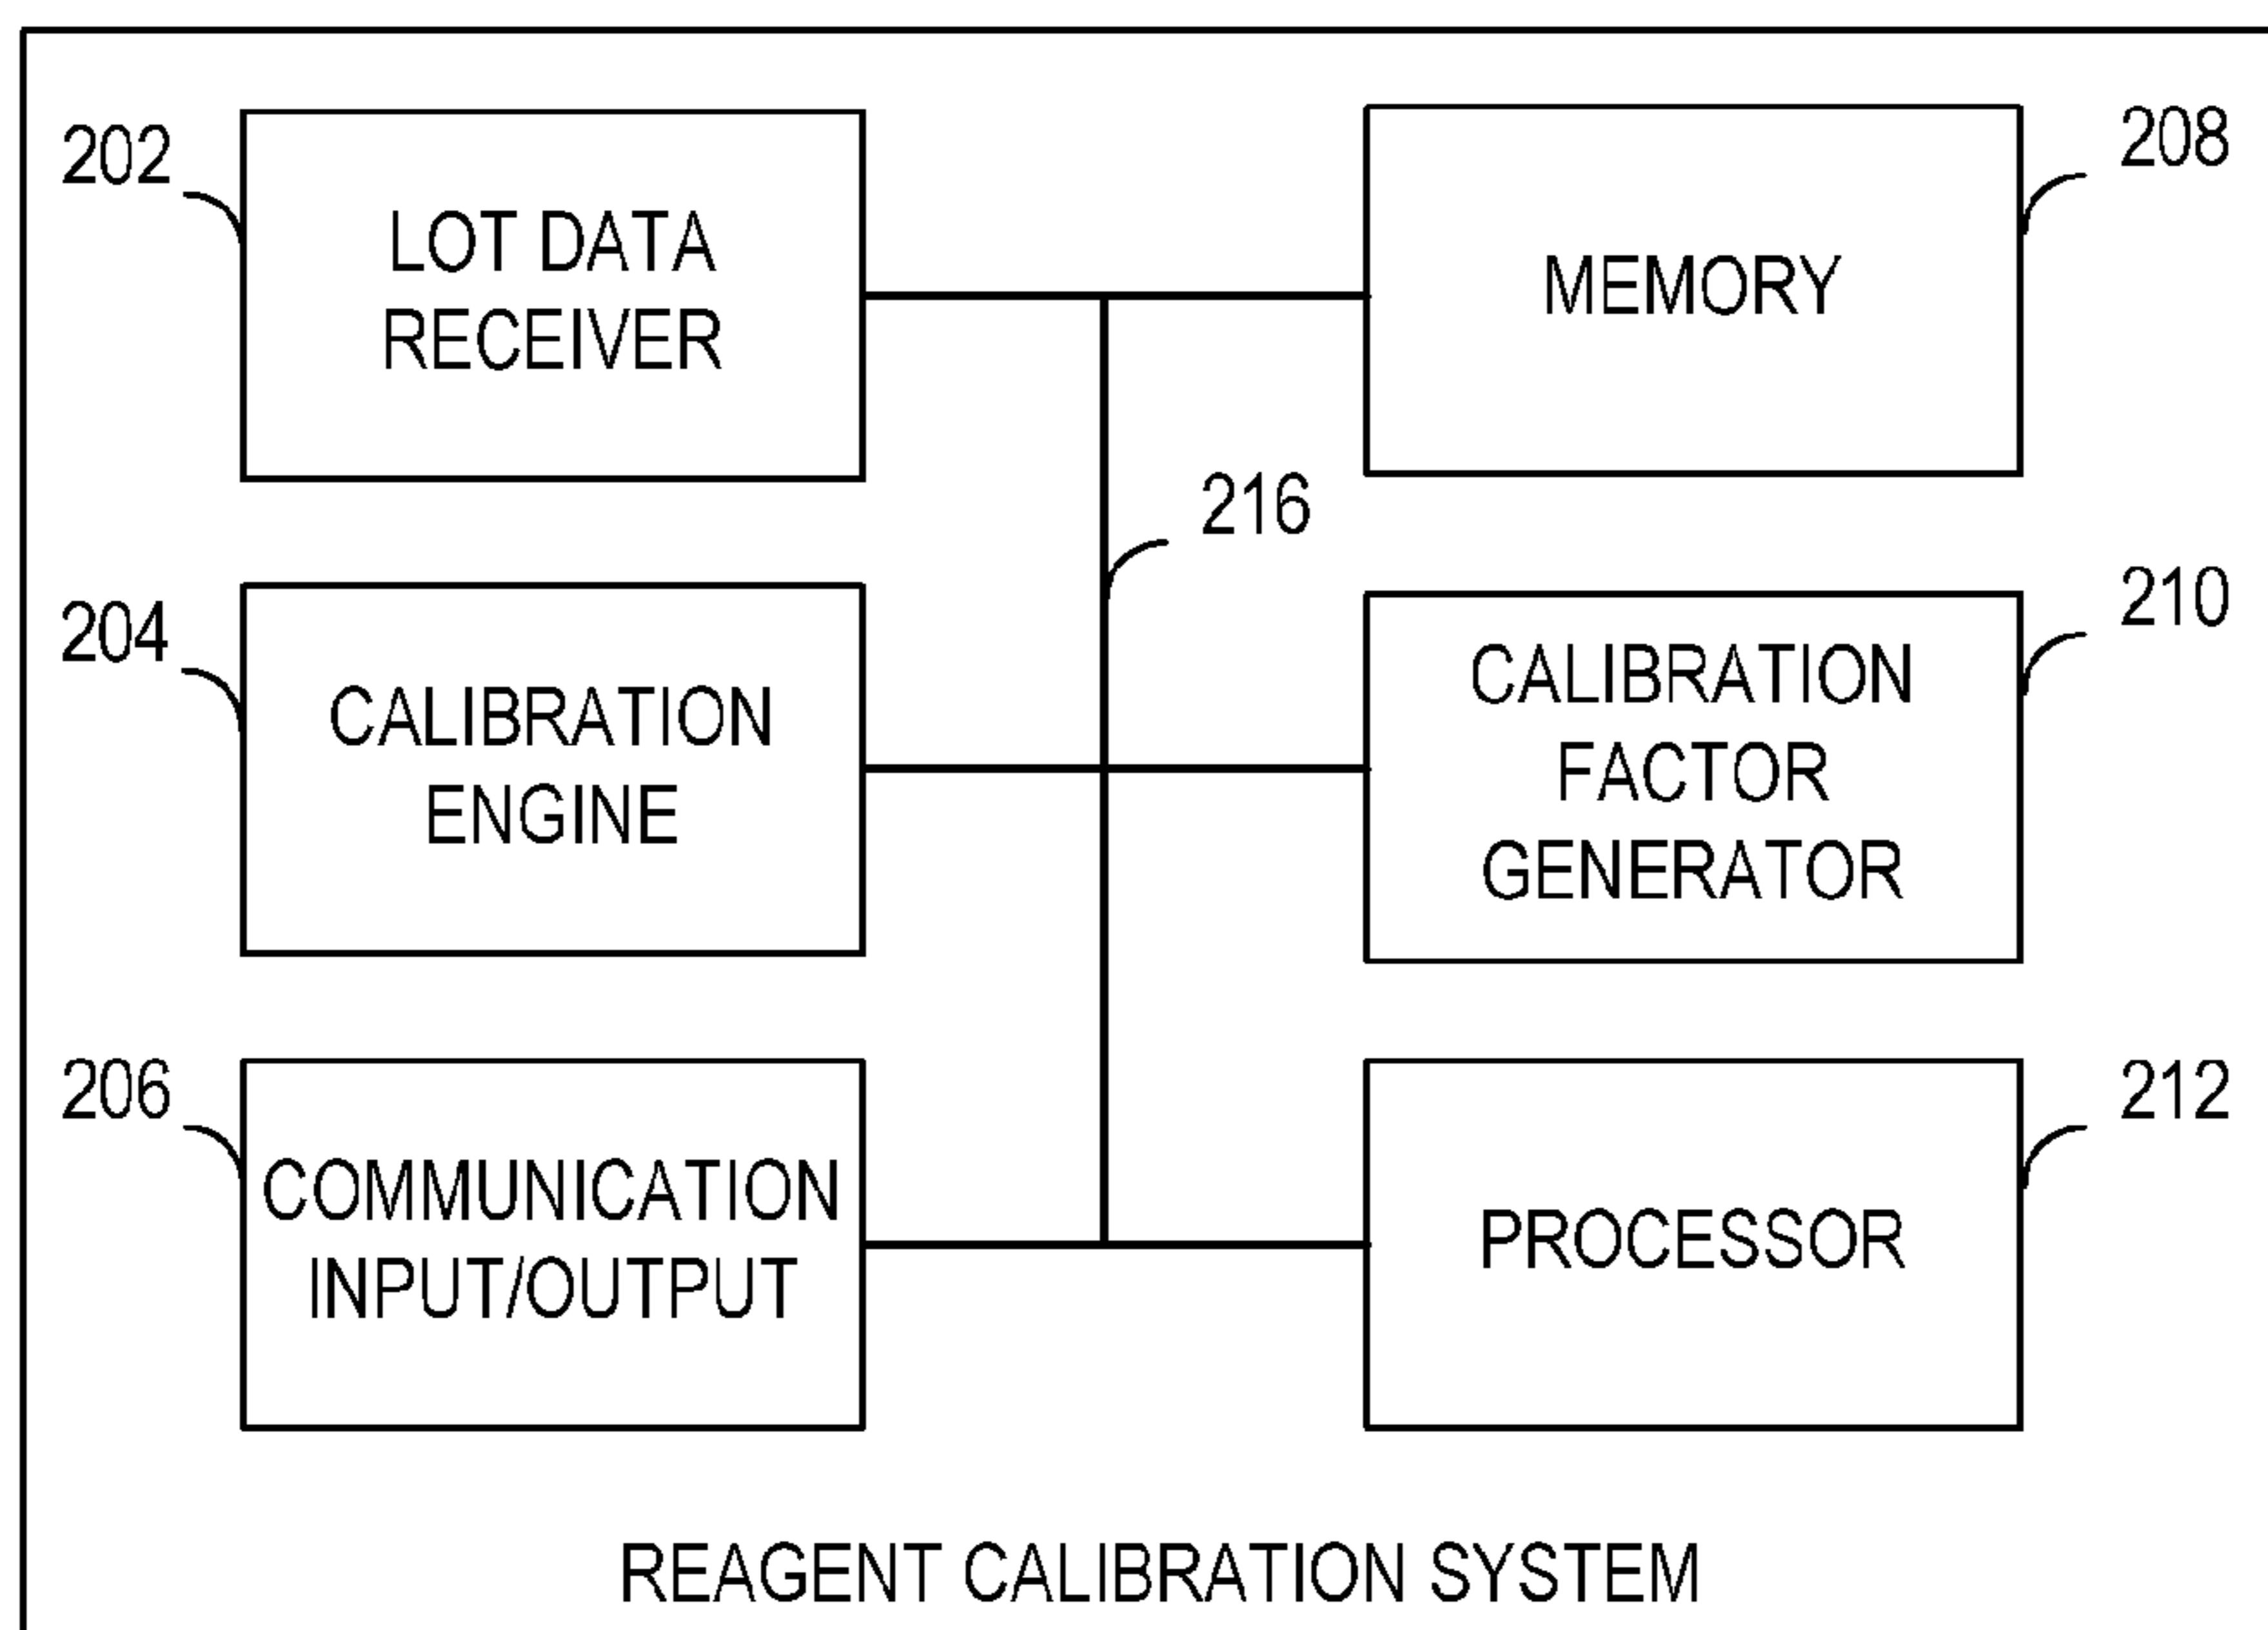 202
LOT DATA
RECEIVER
208
MEMORY
216
204
CALIBRATION
ENGINE
210
CALIBRATION
FACTOR
GENERATOR
206
COMMUNICATION
INPUT/OUTPUT
212
PROCESSOR
REAGENT CALIBRATION SYSTEM